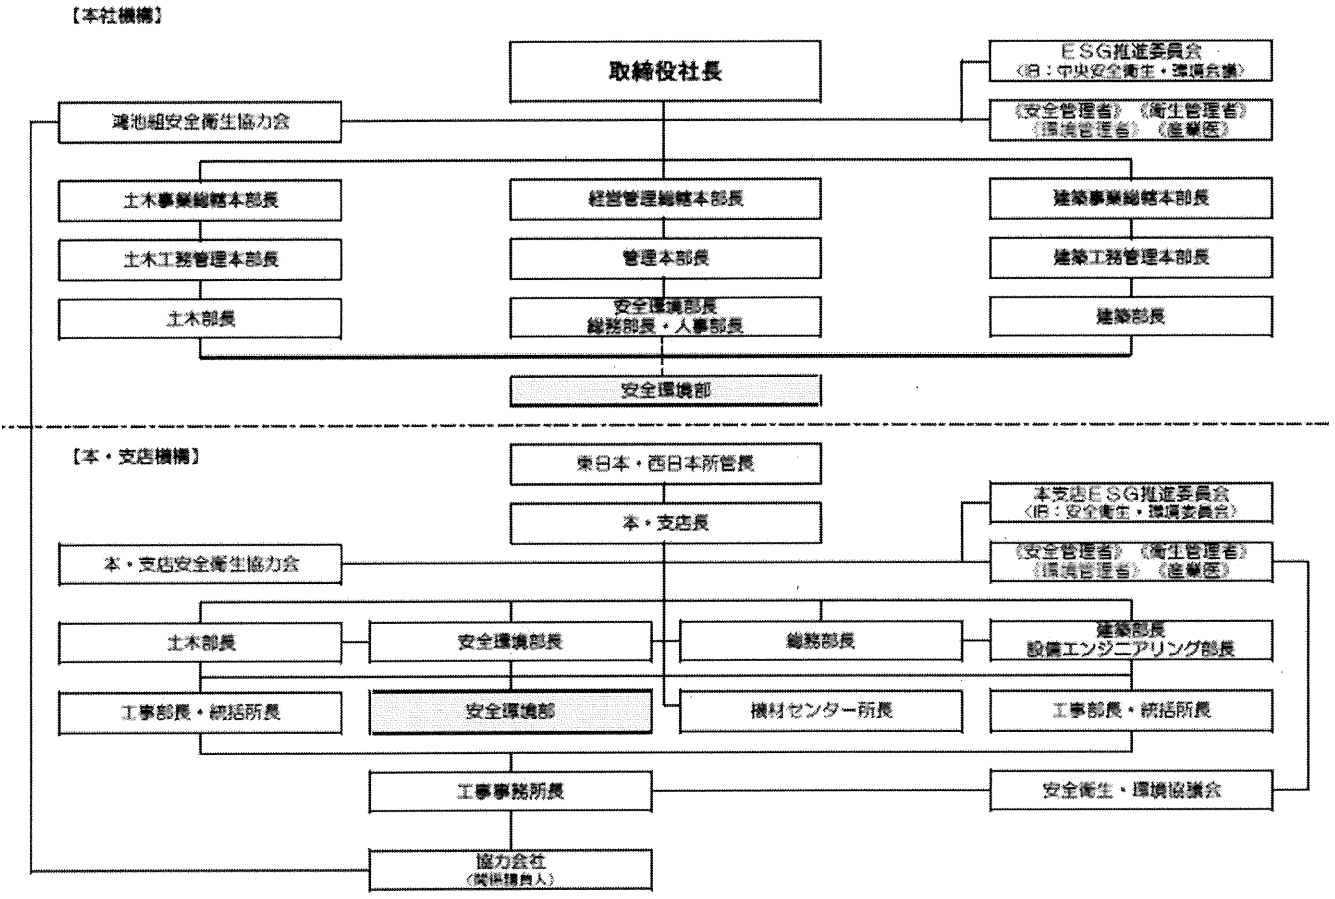 【本社機構】
取締役社長
ESG推進委員会
〈旧：中央安全衛生・環境会議〉
鴻池組安全衛生協力会
《安全管理者》 《衛生管理者》
《環境管理者》 《産業医》
土木事業総轄本部長
経営管理総轄本部長
建築事業総轄本部長
土木工務管理本部長
管理本部長
建築工務管理本部長
土木部長
安全環境部長
総務部長・人事部長
建築部長
安全環境部
【本・支店機構】
東日本・西日本所管長
本支店ESG推進委員会
〈旧：安全衛生・環境委員会〉
本・支店長
本・支店安全衛生協力会
《安全管理者》 《衛生管理者》
《環境管理者》 《産業医》
土木部長
安全環境部長
総務部長
建築部長
設備エンジニアリング部長
工事部長・統括所長
安全環境部
機材センター所長
工事部長・統括所長
工事事務所長
安全衛生・環境協議会
協力会社
〈関係請負人〉